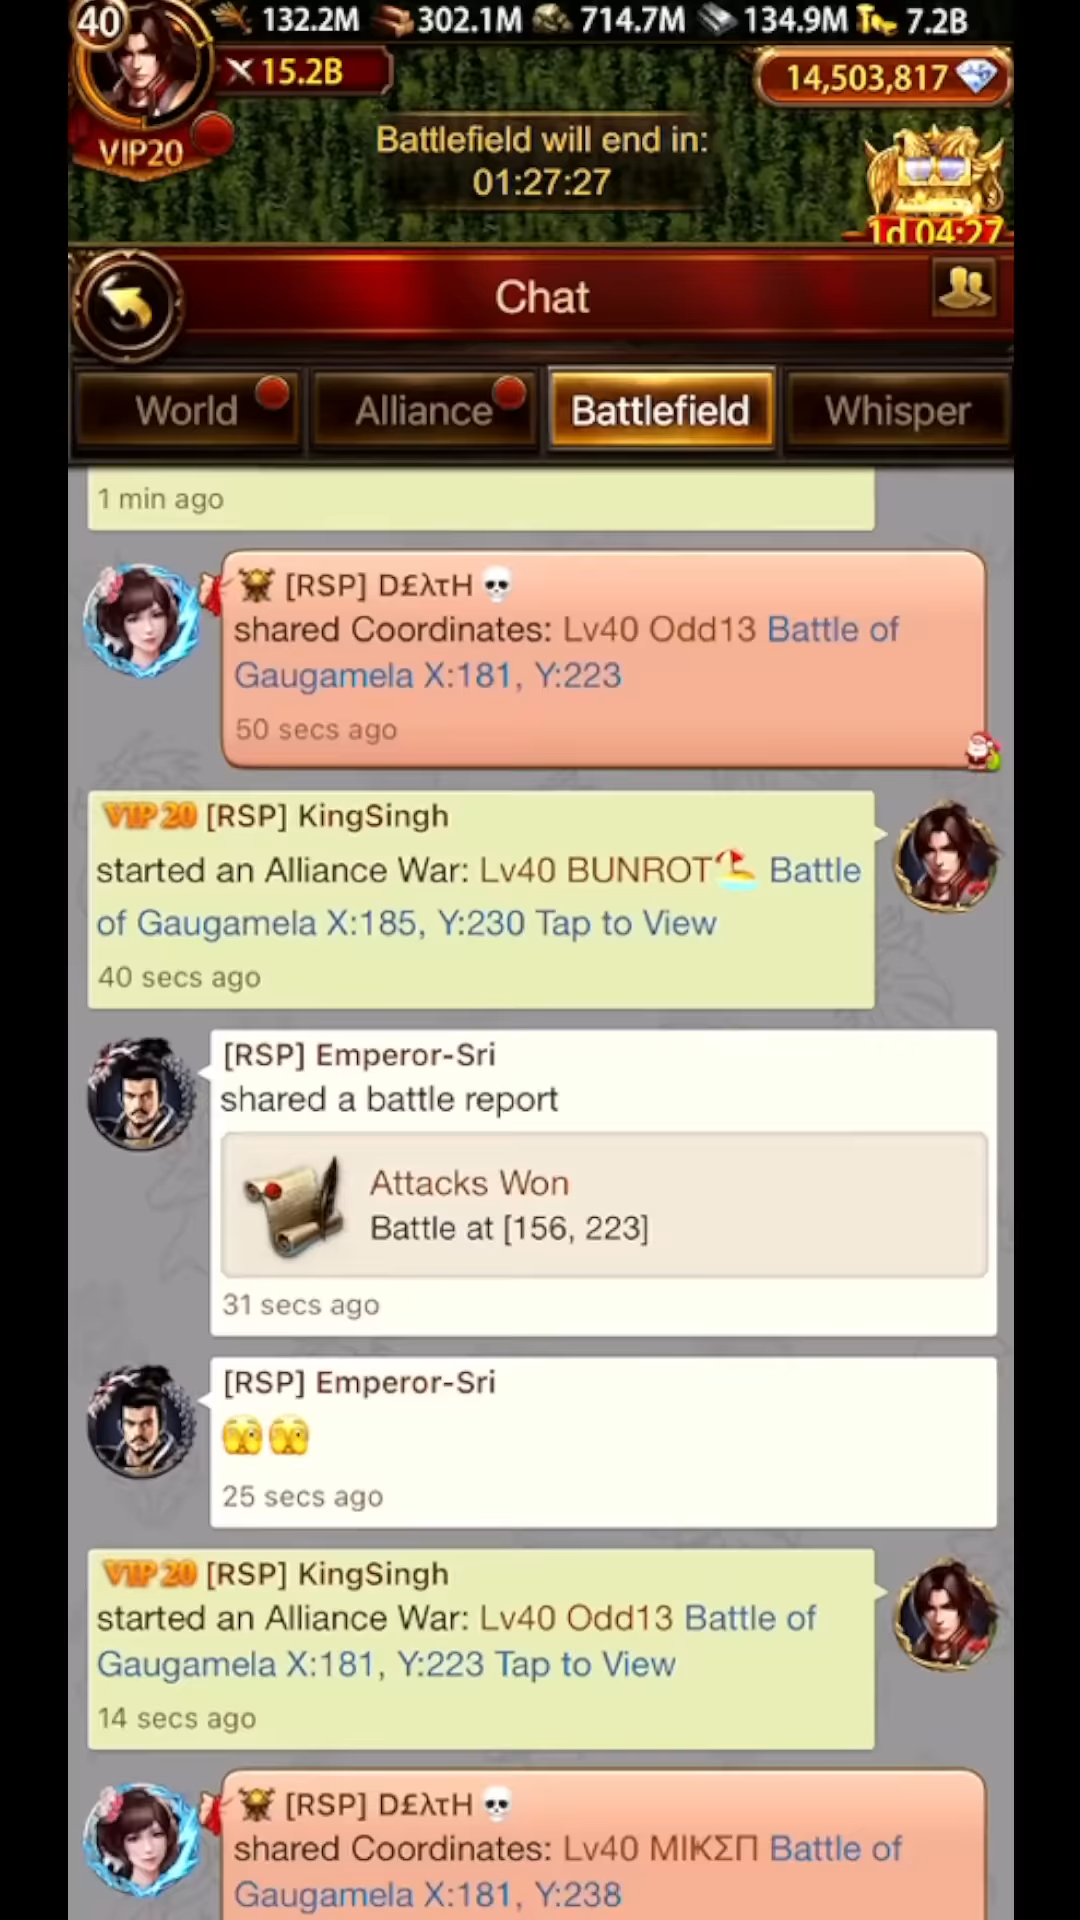 40
132.2M 302.1M 714.7M 134.9M 7.2B
15.2B
14,503,817
VIP20
Battlefield will end in:
01:27:27
1d 04:27
Chat
World Alliance Battlefield Whisper
1 min ago
[RSP] D£λτH💀
shared Coordinates: Lv40 Odd13 Battle of
Gaugamela X:181, Y:223
50 secs ago
VIP 20 [RSP] KingSingh
started an Alliance War: Lv40 BUNROT🏖️ Battle
of Gaugamela X:185, Y:230 Tap to View
40 secs ago
[RSP] Emperor-Sri
shared a battle report
Attacks Won
Battle at [156, 223]
31 secs ago
[RSP] Emperor-Sri
🫣🫣
25 secs ago
VIP 20 [RSP] KingSingh
started an Alliance War: Lv40 Odd13 Battle of
Gaugamela X:181, Y:223 Tap to View
14 secs ago
[RSP] D£λτH💀
shared Coordinates: Lv40 MIKΣΠ Battle of
Gaugamela X:181, Y:238